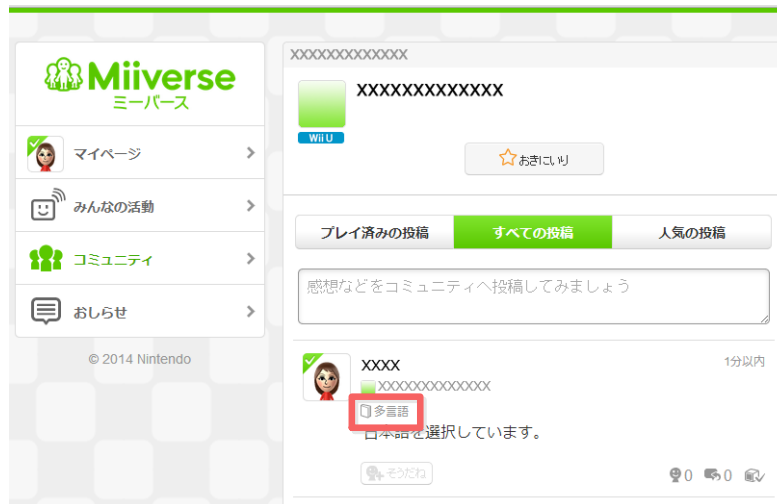 Miiverse
ミーバース
マイページ
みんなの活動
コミュニティ
おしらせ
© 2014 Nintendo
XXXXXXXXXXXXX
XXXXXXXXXXXXX
Wii U
おきにいり
プレイ済みの投稿
すべての投稿
人気の投稿
感想などをコミュニティへ投稿してみましょう
XXXX
1分以内
XXXXXXXXXXXXX
多言語
日本語を選択しています。
そうだね
0
0